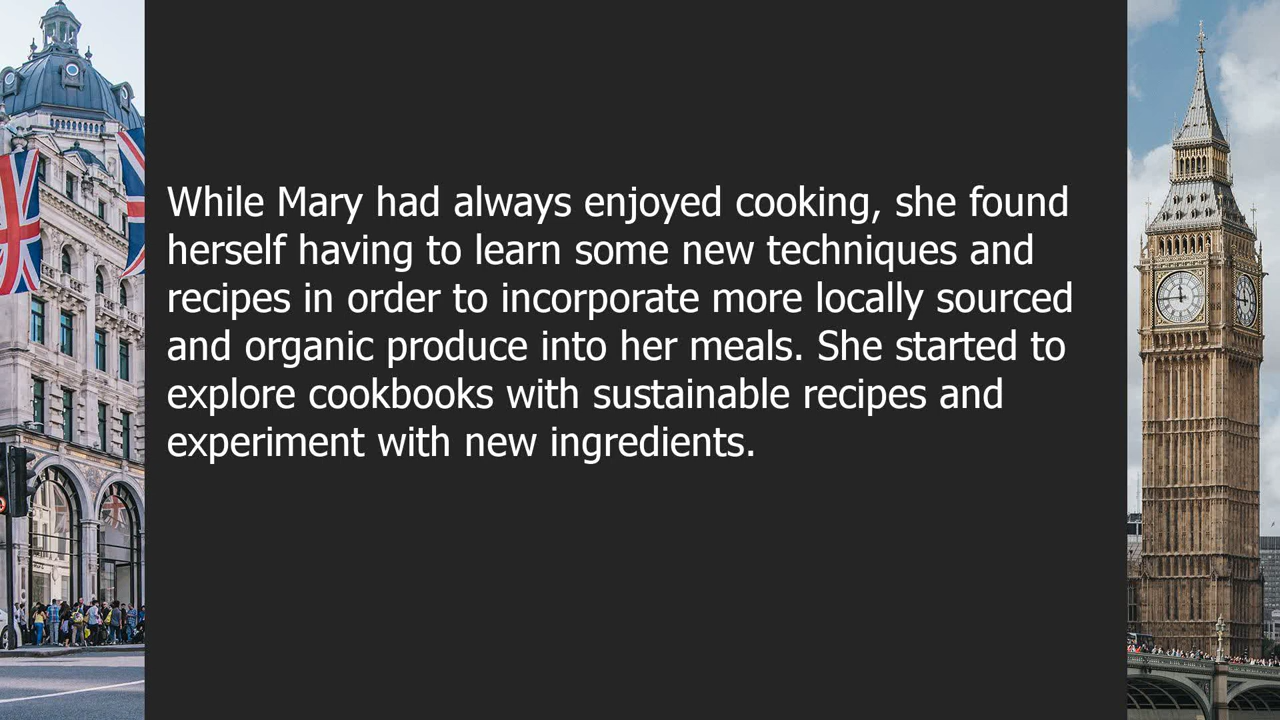 While Mary had always enjoyed cooking, she found
herself having to learn some new techniques and
recipes in order to incorporate more locally sourced
and organic produce into her meals. She started to
explore cookbooks with sustainable recipes and
experiment with new ingredients.